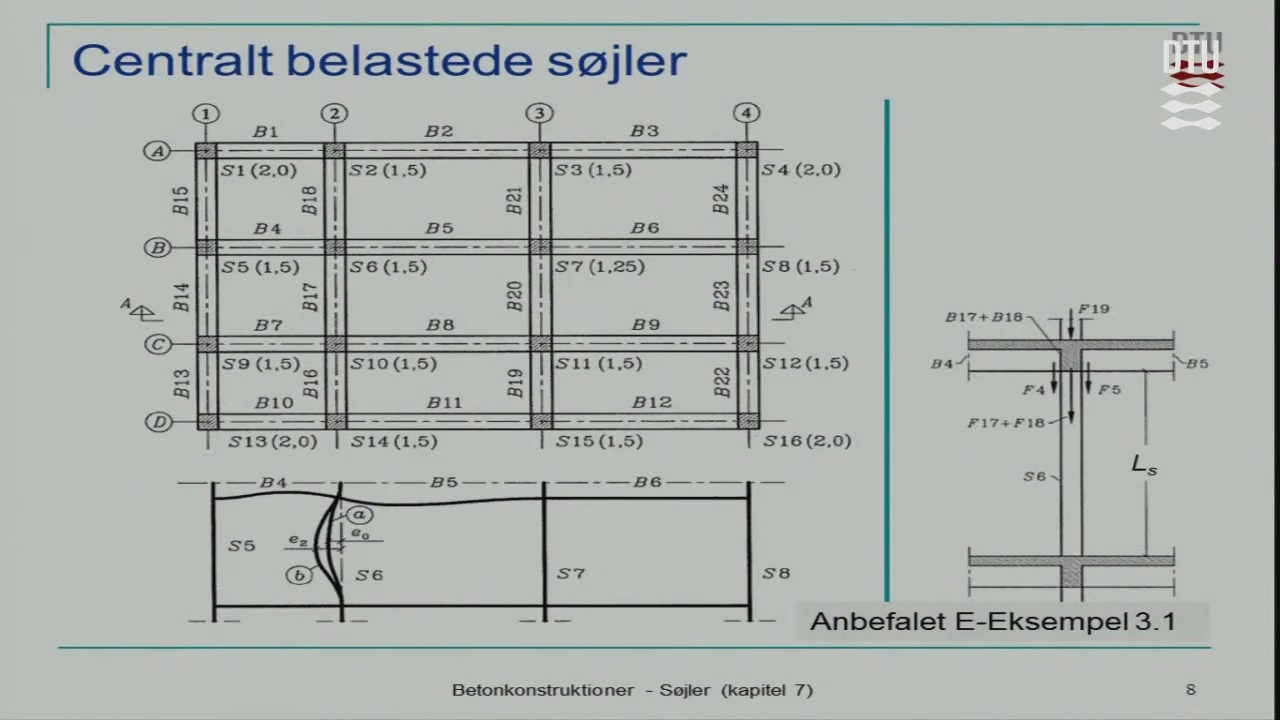 Centralt belastede søjler
DTU
1 2 3 4
B1 B2 B3
A
S1 (2,0) S2 (1,5) S3 (1,5) S4 (2,0)
B15 B18 B21 B24
B4 B5 B6
B
S5 (1,5) S6 (1,5) S7 (1,25) S8 (1,5)
B14 B17 B20 B23
A A
B7 B8 B9
C
S9 (1,5) S10 (1,5) S11 (1,5) S12 (1,5)
B13 B16 B19 B22
B10 B11 B12
D
S13 (2,0) S14 (1,5) S15 (1,5) S16 (2,0)
B4 B5 B6
a
e2 e0
S5
b S6 S7 S8
B17+B18 F19
B4 B5
F4 F5
F17+F18
Ls
S6
Anbefalet E-Eksempel 3.1
Betonkonstruktioner - Søjler (kapitel 7)
8